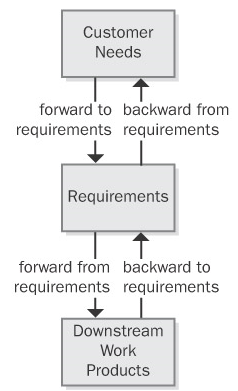 Customer
Needs
forward to
requirements
backward from
requirements
Requirements
forward from
requirements
backward to
requirements
Downstream
Work
Products